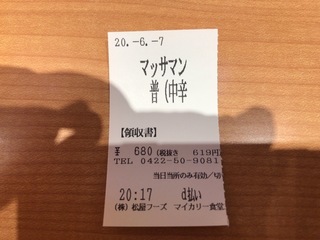 20.-6.-7
マッサマン
普(中辛
【領収書】
¥ 680(税抜き 619円
TEL 0422-50-9081
当日当所のみ有効/切
20:17 d払い
(株)松屋フーズ マイカリー食堂